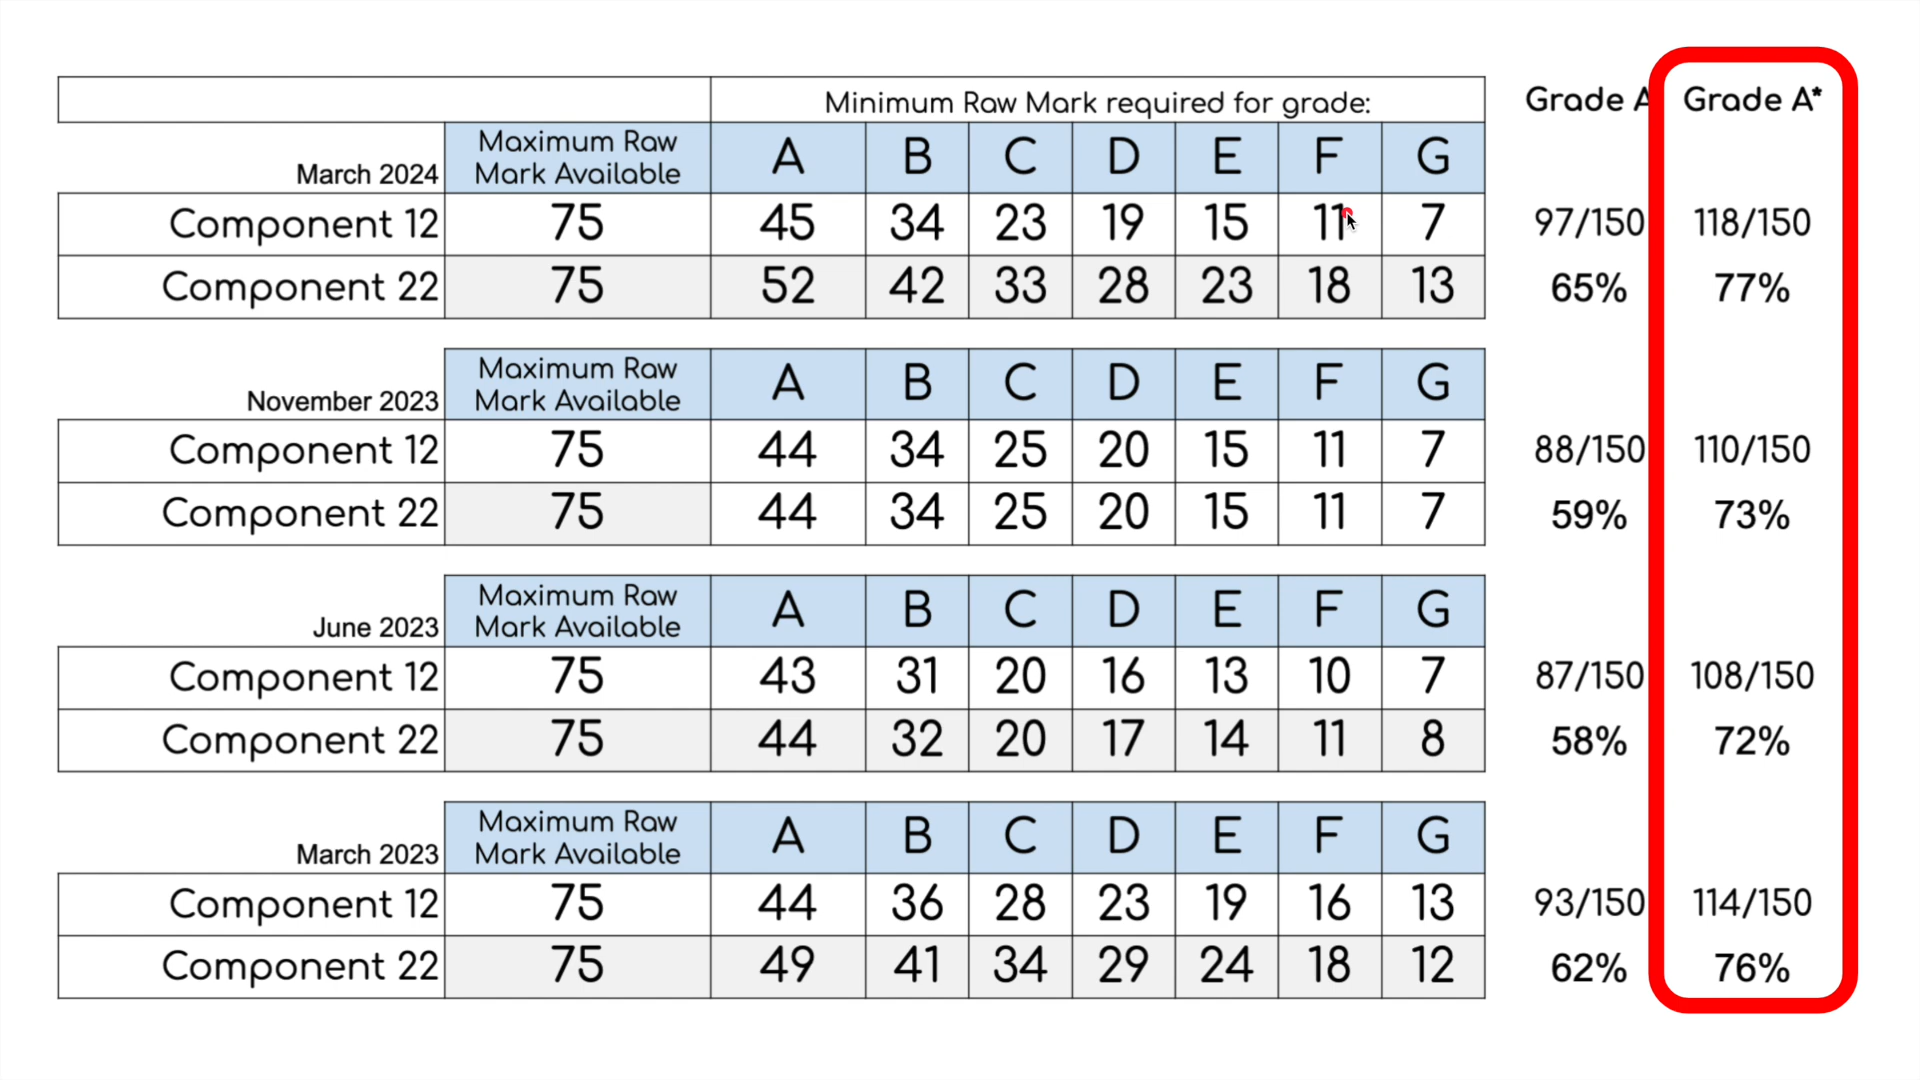 Minimum Raw Mark required for grade: Grade A Grade A*
March 2024 Maximum Raw Mark Available A B C D E F G
Component 12 75 45 34 23 19 15 11 7 97/150 118/150
Component 22 75 52 42 33 28 23 18 13 65% 77%
November 2023 Maximum Raw Mark Available A B C D E F G
Component 12 75 44 34 25 20 15 11 7 88/150 110/150
Component 22 75 44 34 25 20 15 11 7 59% 73%
June 2023 Maximum Raw Mark Available A B C D E F G
Component 12 75 43 31 20 16 13 10 7 87/150 108/150
Component 22 75 44 32 20 17 14 11 8 58% 72%
March 2023 Maximum Raw Mark Available A B C D E F G
Component 12 75 44 36 28 23 19 16 13 93/150 114/150
Component 22 75 49 41 34 29 24 18 12 62% 76%